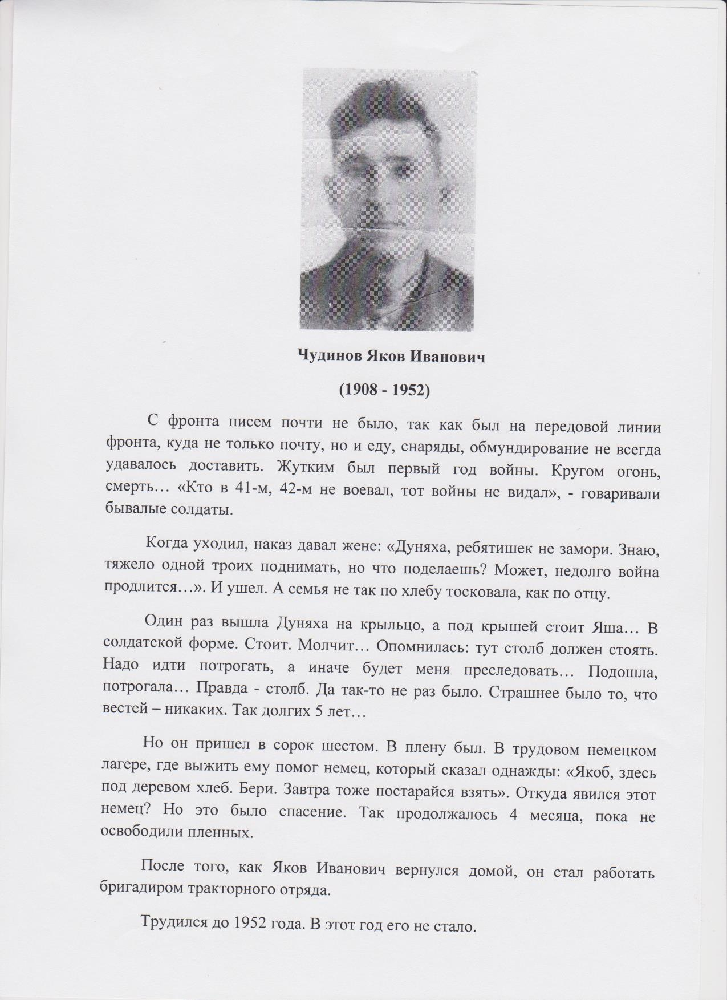 Чудинов Яков Иванович
(1908 - 1952)
С фронта писем почти не было, так как был на передовой линии
фронта, куда не только почту, но и еду, снаряды, обмундирование не всегда
удавалось доставить. Жутким был первый год войны. Кругом огонь,
смерть… «Кто в 41-м, 42-м не воевал, тот войны не видал», - говаривали
бывалые солдаты.
Когда уходил, наказ давал жене: «Дуняха, ребятишек не замори. Знаю,
тяжело одной троих поднимать, но что поделаешь? Может, недолго война
продлится…». И ушел. А семья не так по хлебу тосковала, как по отцу.
Один раз вышла Дуняха на крыльцо, а под крышей стоит Яша… В
солдатской форме. Стоит. Молчит… Опомнилась: тут столб должен стоять.
Надо идти потрогать, а иначе будет меня преследовать… Подошла,
потрогала… Правда - столб. Да так-то не раз было. Страшнее было то, что
вестей – никаких. Так долгих 5 лет…
Но он пришел в сорок шестом. В плену был. В трудовом немецком
лагере, где выжить ему помог немец, который сказал однажды: «Якоб, здесь
под деревом хлеб. Бери. Завтра тоже постарайся взять». Откуда явился этот
немец? Но это было спасение. Так продолжалось 4 месяца, пока не
освободили пленных.
После того, как Яков Иванович вернулся домой, он стал работать
бригадиром тракторного отряда.
Трудился до 1952 года. В этот год его не стало.